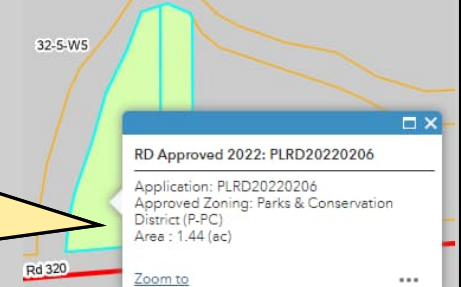 32-5-W5
RD Approved 2022: PLRD20220206
Application: PLRD20220206
Approved Zoning: Parks & Conservation
District (P-PC)
Area : 1.44 (ac)
Rd 320
Zoom to